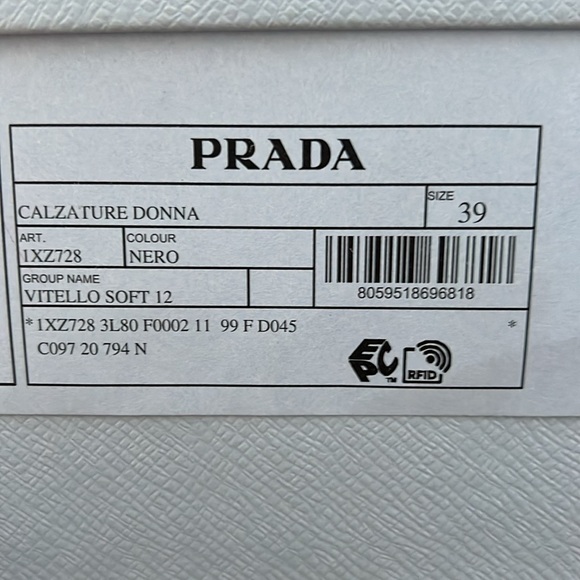 PRADA
CALZATURE DONNA
SIZE
39
ART.
1XZ728
COLOUR
NERO
GROUP NAME
VITELLO SOFT 12
8059518696818
*1XZ728 3L80 F0002 11 99 F D045 *
C097 20 794 N
EPC™
RFID